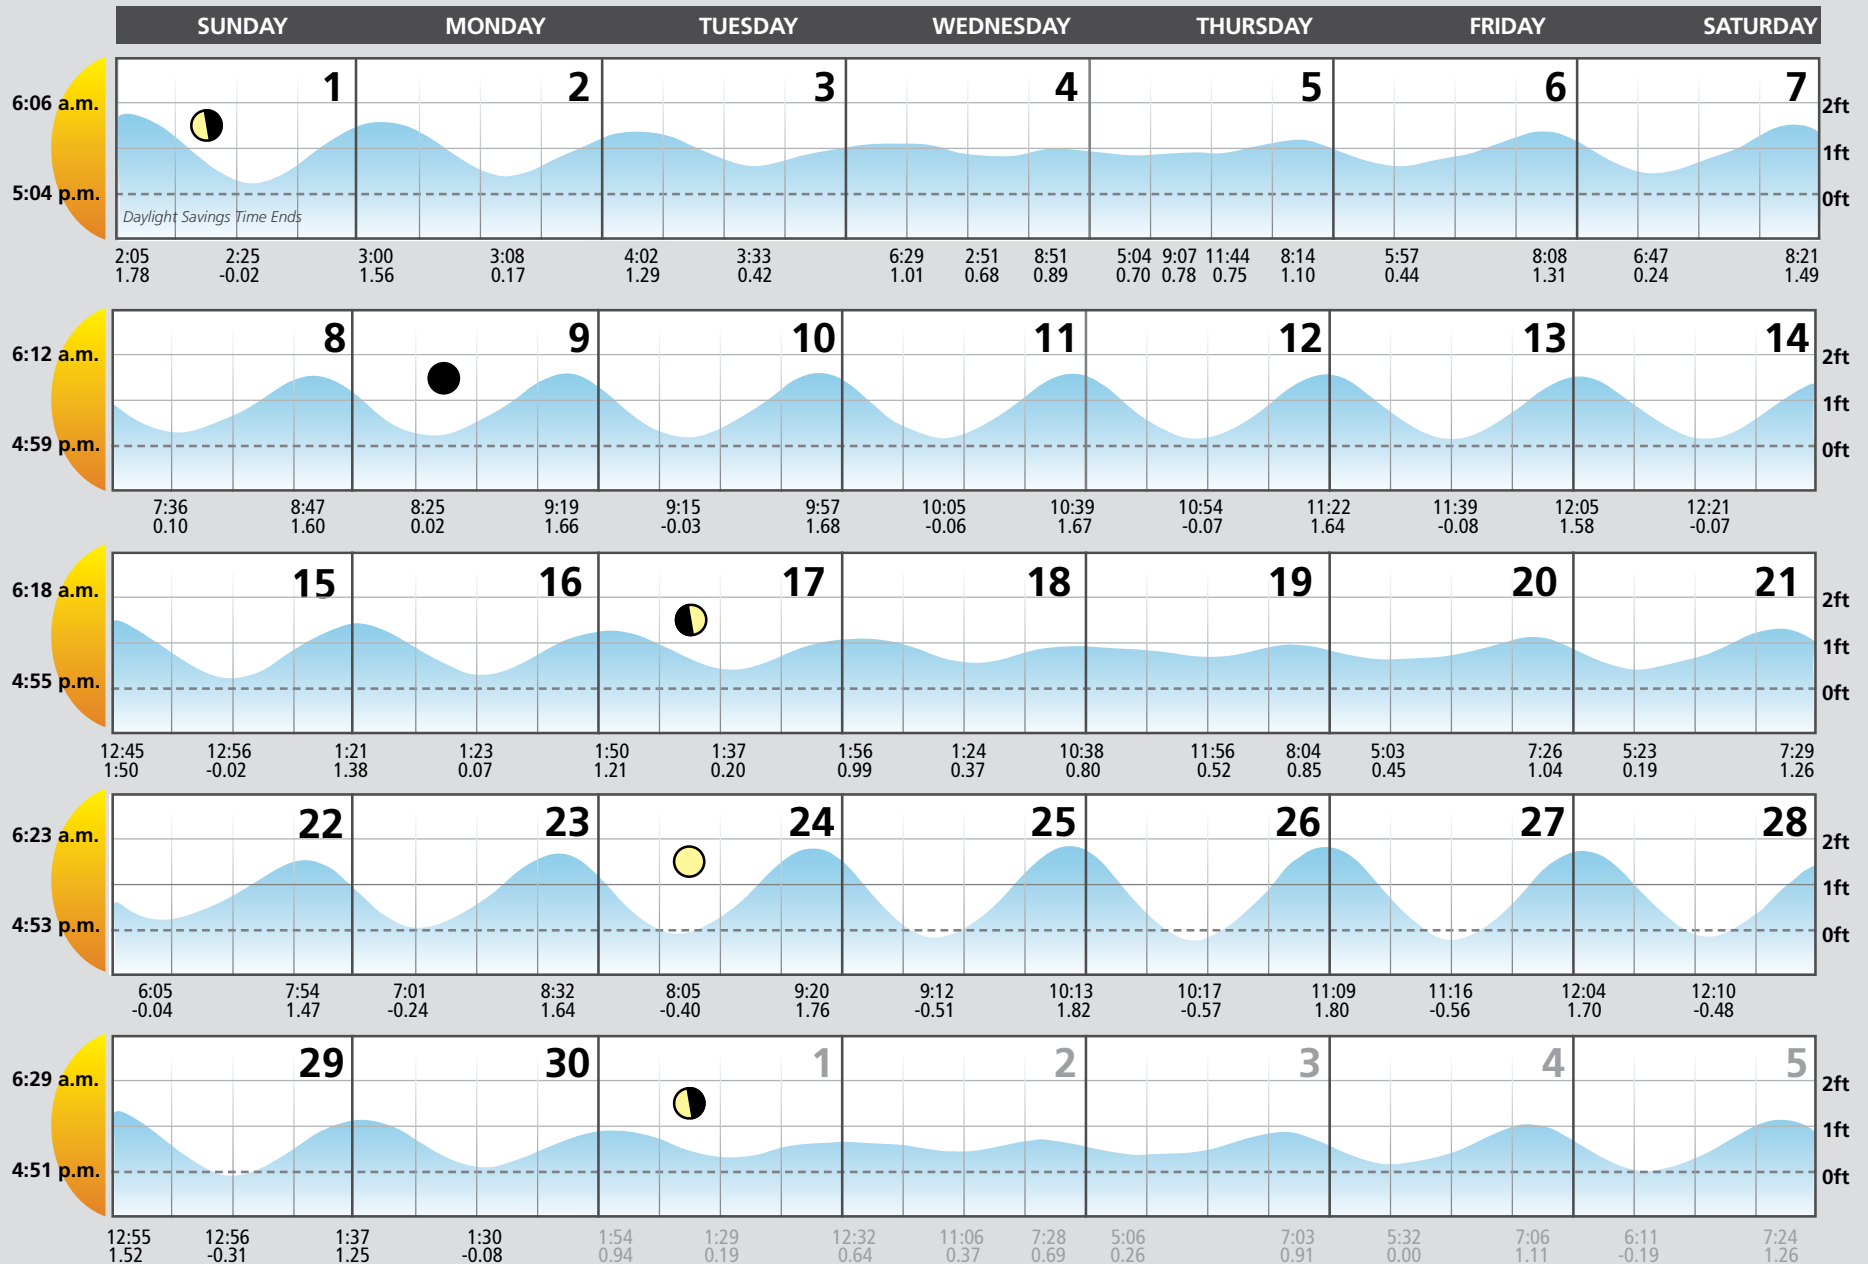 SUNDAY MONDAY TUESDAY WEDNESDAY THURSDAY FRIDAY SATURDAY
1 2 3 4 5 6 7
6:06 a.m. 2ft
1ft
5:04 p.m. 0ft
Daylight Savings Time Ends
2:05 2:25 3:00 3:08 4:02 3:33 6:29 2:51 8:51 5:04 9:07 11:44 8:14 5:57 8:08 6:47 8:21
1.78 -0.02 1.56 0.17 1.29 0.42 1.01 0.68 0.89 0.70 0.78 0.75 1.10 0.44 1.31 0.24 1.49
8 9 10 11 12 13 14
6:12 a.m. 2ft
1ft
4:59 p.m. 0ft
7:36 8:47 8:25 9:19 9:15 9:57 10:05 10:39 10:54 11:22 11:39 12:05 12:21
0.10 1.60 0.02 1.66 -0.03 1.68 -0.06 1.67 -0.07 1.64 -0.08 1.58 -0.07
15 16 17 18 19 20 21
6:18 a.m. 2ft
1ft
4:55 p.m. 0ft
12:45 12:56 1:21 1:23 1:50 1:37 1:56 1:24 10:38 11:56 8:04 5:03 7:26 5:23 7:29
1:50 -0.02 1.38 0.07 1.21 0.20 0.99 0.37 0.80 0.52 0.85 0.45 1.04 0.19 1.26
22 23 24 25 26 27 28
6:23 a.m. 2ft
1ft
4:53 p.m. 0ft
6:05 7:54 7:01 8:32 8:05 9:20 9:12 10:13 10:17 11:09 11:16 12:04 12:10
-0.04 1.47 -0.24 1.64 -0.40 1.76 -0.51 1.82 -0.57 1.80 -0.56 1.70 -0.48
29 30 1 2 3 4 5
6:29 a.m. 2ft
1ft
4:51 p.m. 0ft
12:55 12:56 1:37 1:30 1:54 1:29 12:32 11:06 7:28 5:06 7:03 5:32 7:06 6:11 7:24
1.52 -0.31 1.25 -0.08 0.94 0.19 0.64 0.37 0.69 0.26 0.91 0.00 1.11 -0.19 1.26